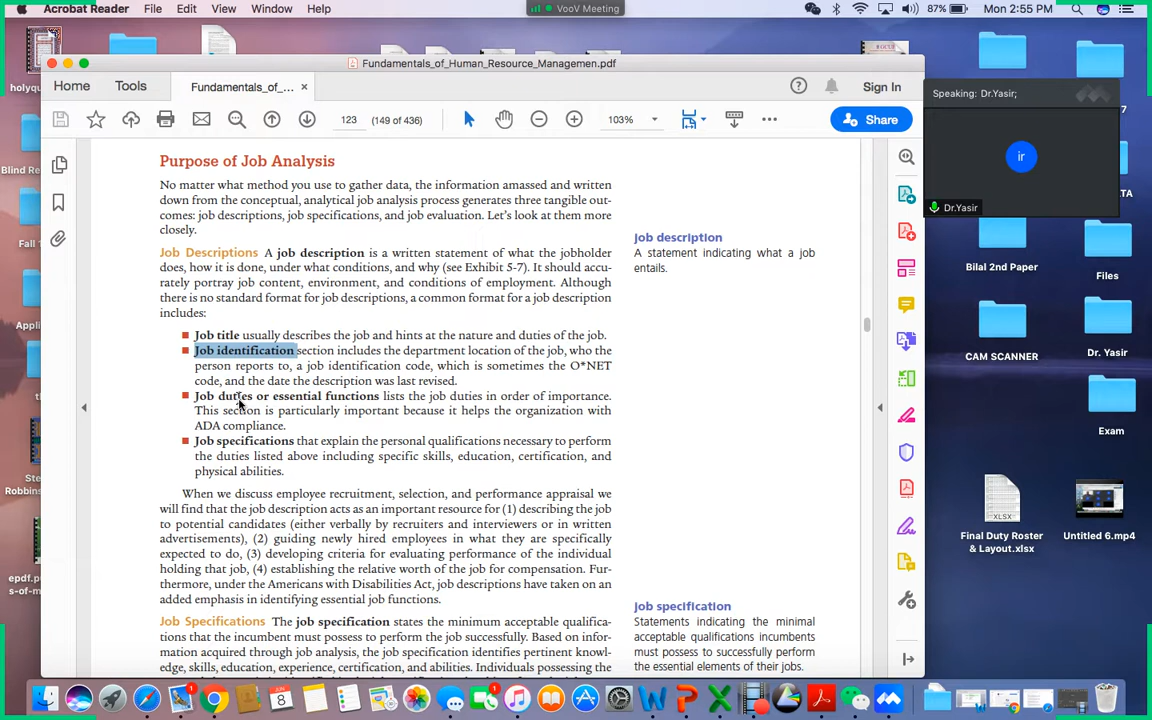 Acrobat Reader File Edit View Window Help
VooV Meeting
87% Mon 2:55 PM
Fundamentals_of_Human_Resource_Managemen.pdf
Home Tools Fundamentals_of_... × Sign In
123 (149 of 436) 103% Share
Speaking: Dr.Yasir;
ir
Dr.Yasir
Purpose of Job Analysis
No matter what method you use to gather data, the information amassed and written
down from the conceptual, analytical job analysis process generates three tangible out-
comes: job descriptions, job specifications, and job evaluation. Let's look at them more
closely.
Job Descriptions A job description is a written statement of what the jobholder
does, how it is done, under what conditions, and why (see Exhibit 5-7). It should accu-
rately portray job content, environment, and conditions of employment. Although
there is no standard format for job descriptions, a common format for a job description
includes:
Job title usually describes the job and hints at the nature and duties of the job.
Job identification section includes the department location of the job, who the
person reports to, a job identification code, which is sometimes the O*NET
code, and the date the description was last revised.
Job duties or essential functions lists the job duties in order of importance.
This section is particularly important because it helps the organization with
ADA compliance.
Job specifications that explain the personal qualifications necessary to perform
the duties listed above including specific skills, education, certification, and
physical abilities.
When we discuss employee recruitment, selection, and performance appraisal we
will find that the job description acts as an important resource for (1) describing the job
to potential candidates (either verbally by recruiters and interviewers or in written
advertisements), (2) guiding newly hired employees in what they are specifically
expected to do, (3) developing criteria for evaluating performance of the individual
holding that job, (4) establishing the relative worth of the job for compensation. Fur-
thermore, under the Americans with Disabilities Act, job descriptions have taken on an
added emphasis in identifying essential job functions.
Job Specifications The job specification states the minimum acceptable qualifica-
tions that the incumbent must possess to perform the job successfully. Based on infor-
mation acquired through job analysis, the job specification identifies pertinent knowl-
edge, skills, education, experience, certification, and abilities. Individuals possessing the
Job description
A statement indicating what a job
entails.
Job specification
Statements indicating the minimal
acceptable qualifications incumbents
must possess to successfully perform
the essential elements of their jobs.
holyqu
Blind Re
Fall
Applic
Ste
Robbins
epdf.pu
s-of-m
7
TA
Bilal 2nd Paper
Files
CAM SCANNER
Dr. Yasir
Exam
XLSX
Final Duty Roster
& Layout.xlsx
Untitled 6.mp4
8
1
1